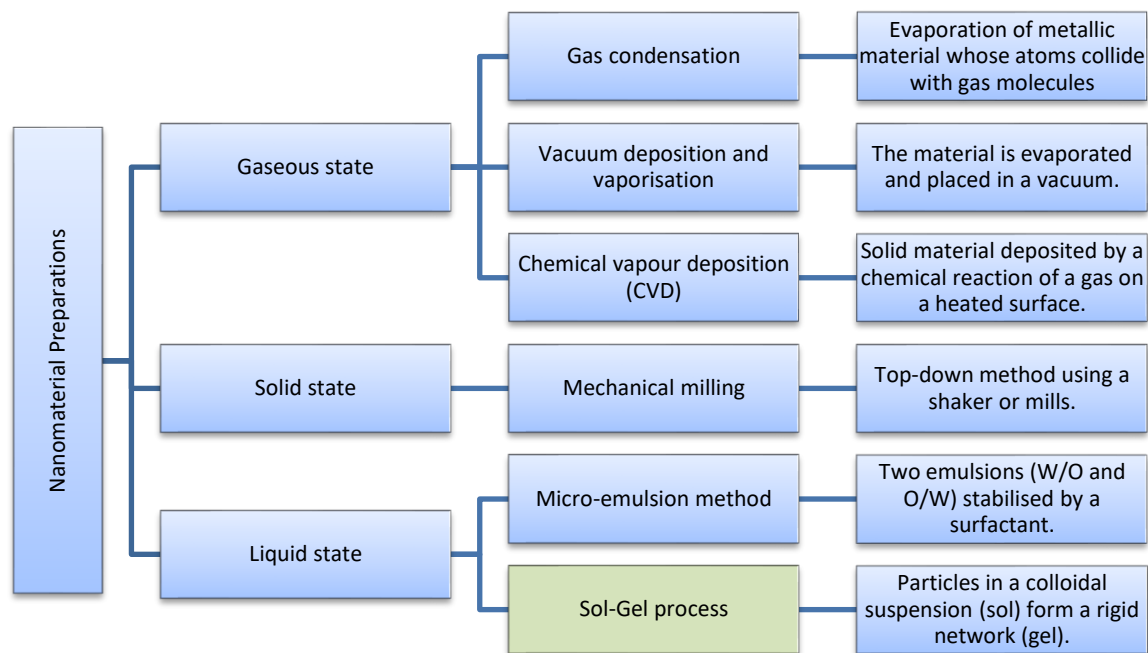 Nanomaterial Preparations
Gaseous state
Gas condensation
Evaporation of metallic
material whose atoms collide
with gas molecules
Vacuum deposition and
vaporisation
The material is evaporated
and placed in a vacuum.
Chemical vapour deposition
(CVD)
Solid material deposited by a
chemical reaction of a gas on
a heated surface.
Solid state
Mechanical milling
Top-down method using a
shaker or mills.
Liquid state
Micro-emulsion method
Two emulsions (W/O and
O/W) stabilised by a
surfactant.
Sol-Gel process
Particles in a colloidal
suspension (sol) form a rigid
network (gel).